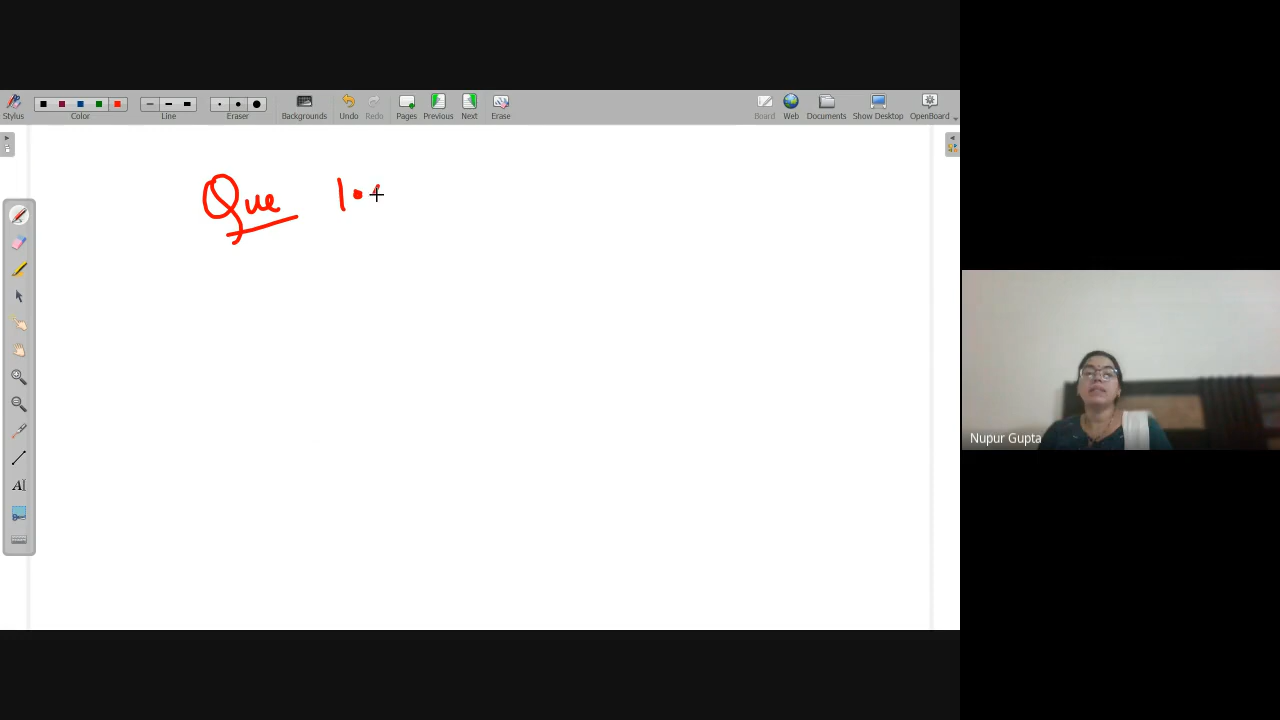 Stylus Color Line Eraser Backgrounds Undo Redo Pages Previous Next Erase Board Web Documents Show Desktop OpenBoard
Que 1.
Nupur Gupta